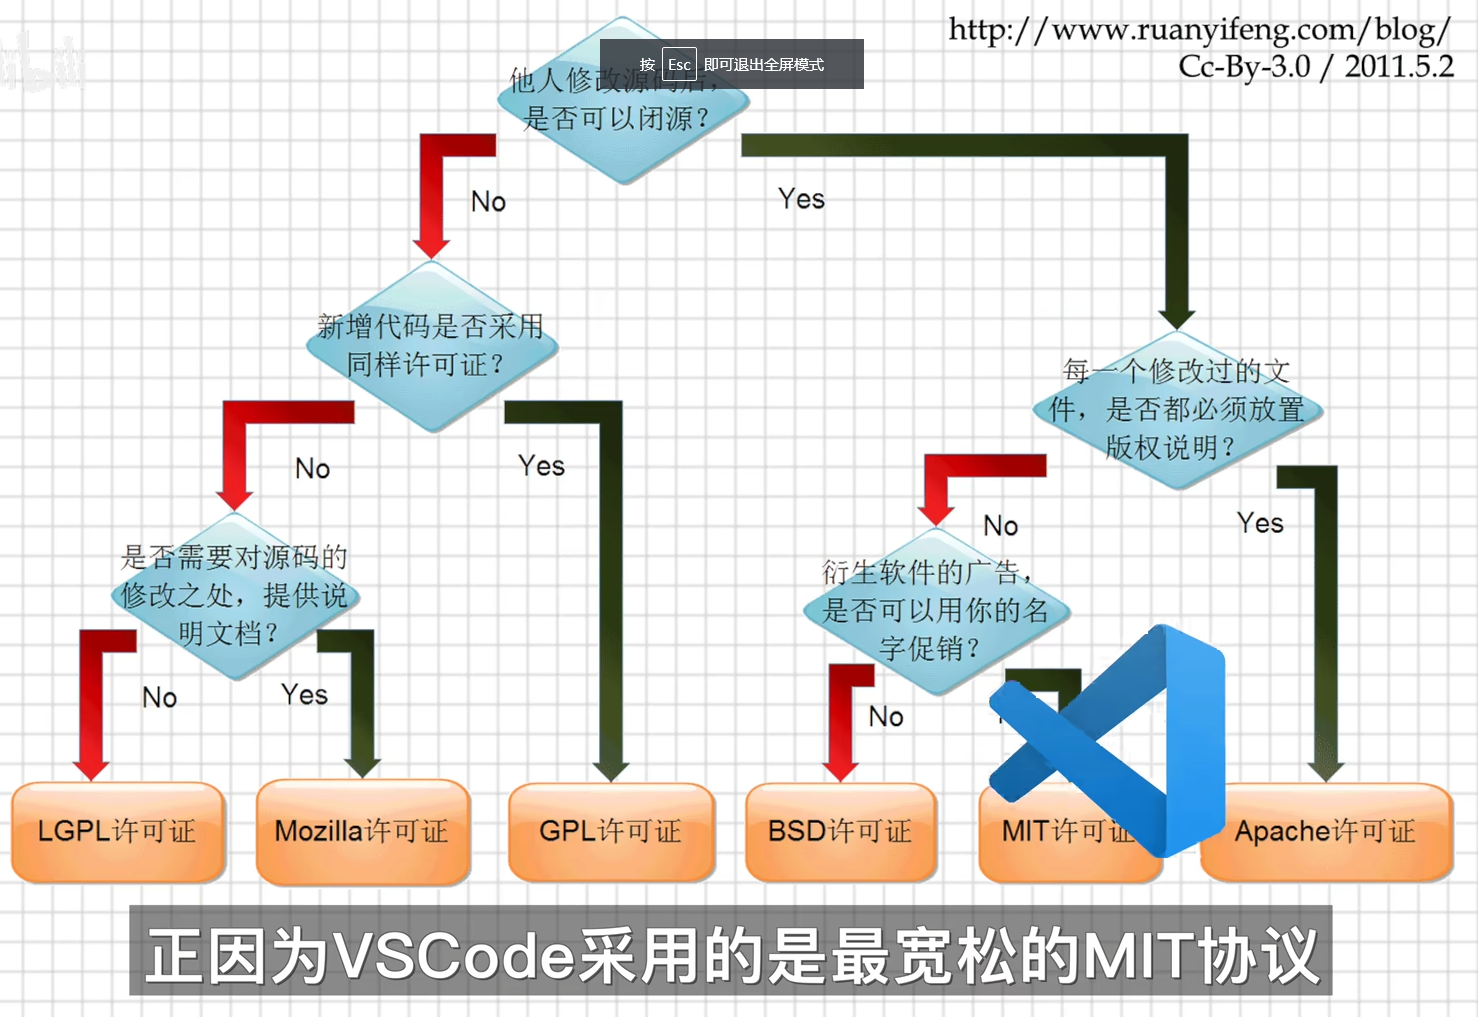 http://www.ruanyifeng.com/blog/
Cc-By-3.0 / 2011.5.2
按 Esc 即可退出全屏模式
他人修改源码后，
是否可以闭源？
No
Yes
新增代码是否采用
同样许可证？
每一个修改过的文
件，是否都必须放置
版权说明？
No
Yes
No
Yes
是否需要对源码的
修改之处，提供说
明文档？
衍生软件的广告，
是否可以用你的名
字促销？
No
Yes
No
LGPL许可证
Mozilla许可证
GPL许可证
BSD许可证
MIT许可证
Apache许可证
正因为VSCode采用的是最宽松的MIT协议